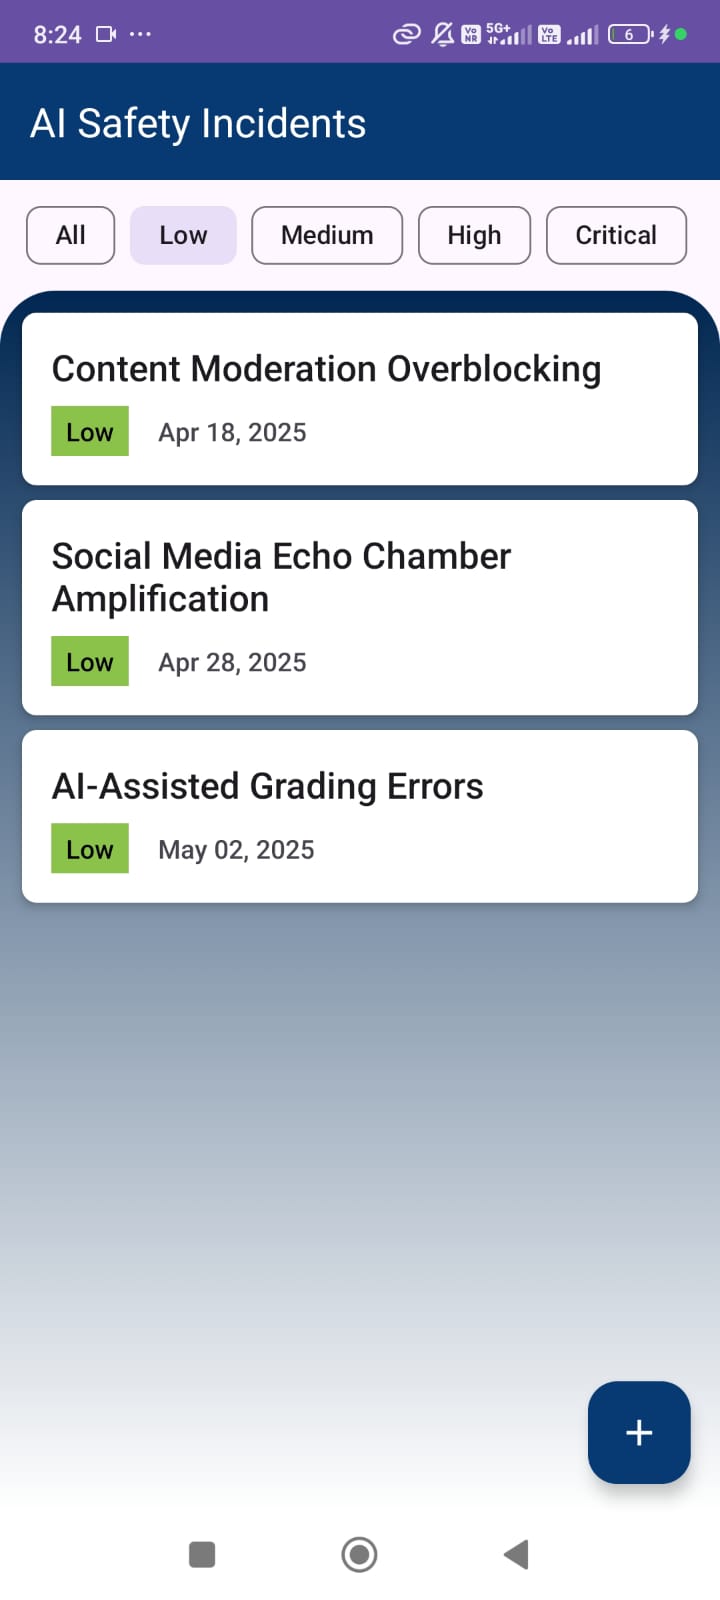 8:24
Vo NR 5G+ Vo LTE 6
AI Safety Incidents
All Low Medium High Critical
Content Moderation Overblocking
Low Apr 18, 2025
Social Media Echo Chamber
Amplification
Low Apr 28, 2025
AI-Assisted Grading Errors
Low May 02, 2025
+